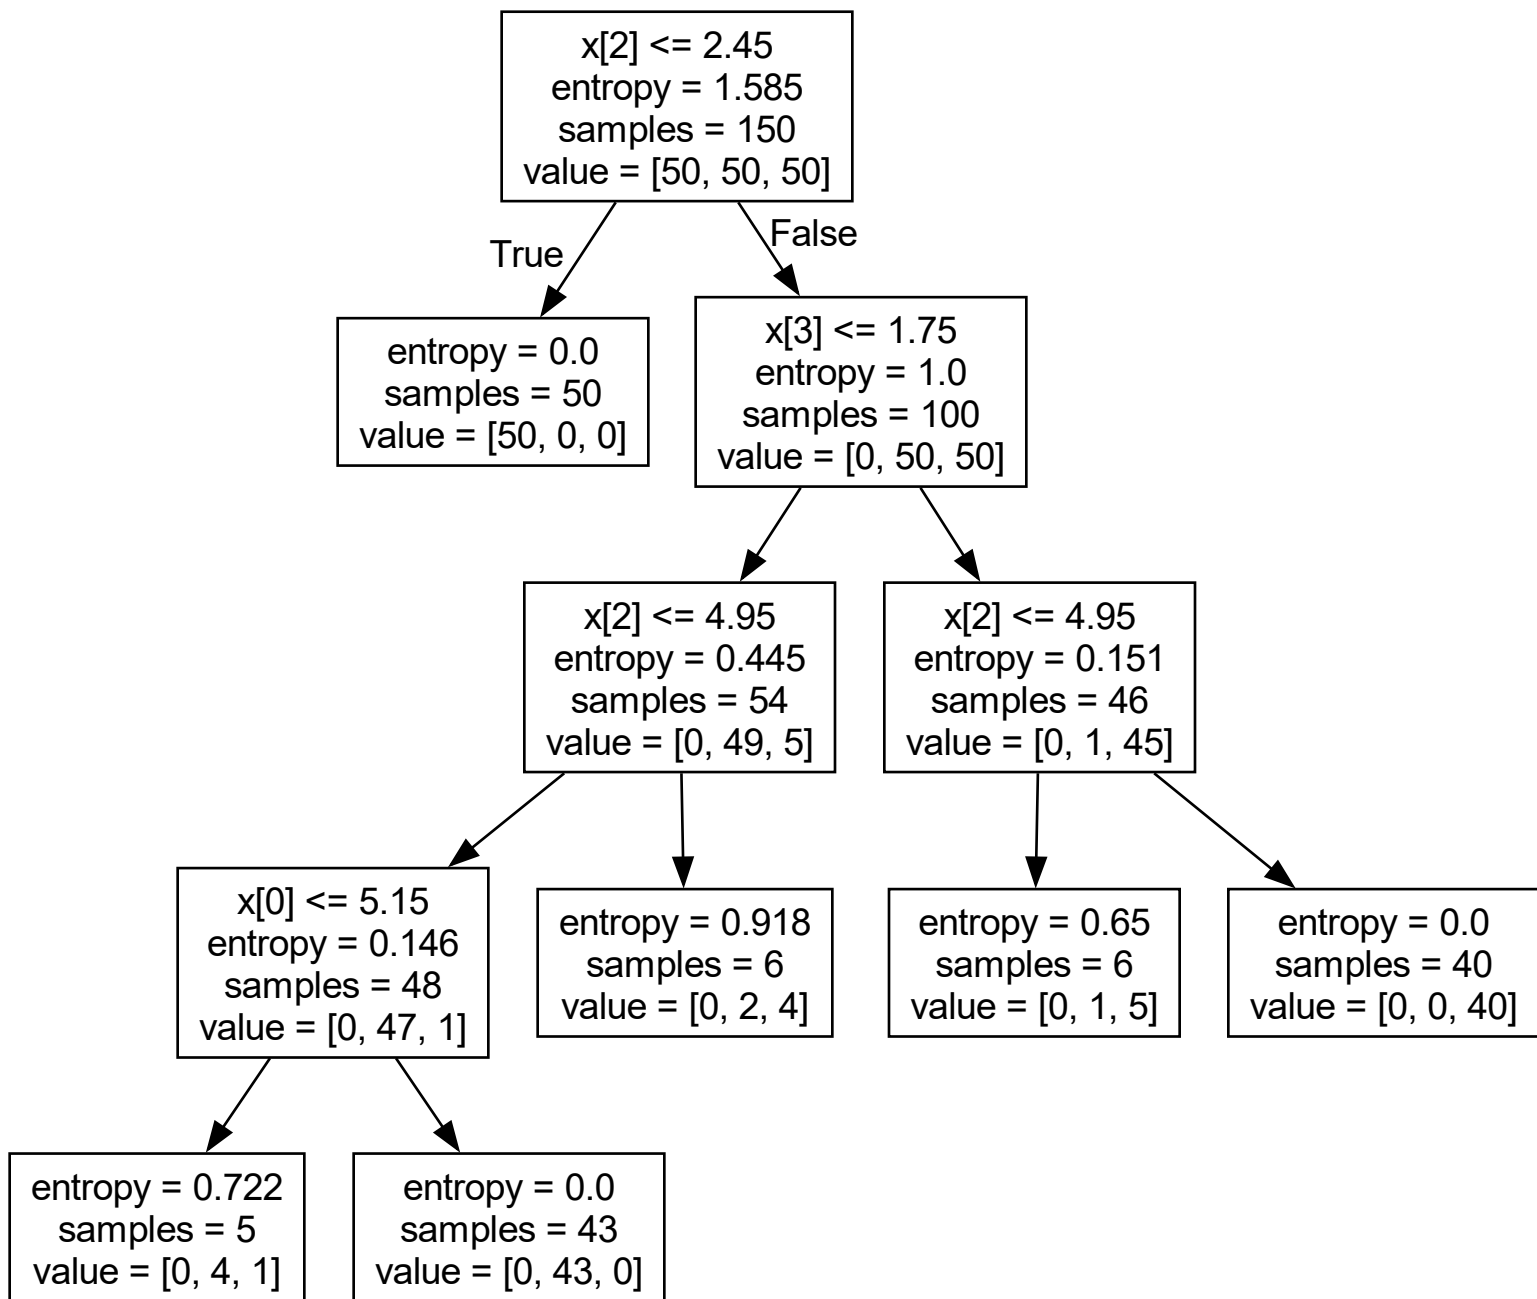 x[2] <= 2.45
entropy = 1.585
samples = 150
value = [50, 50, 50]
True
False
entropy = 0.0
samples = 50
value = [50, 0, 0]
x[3] <= 1.75
entropy = 1.0
samples = 100
value = [0, 50, 50]
x[2] <= 4.95
entropy = 0.445
samples = 54
value = [0, 49, 5]
x[2] <= 4.95
entropy = 0.151
samples = 46
value = [0, 1, 45]
x[0] <= 5.15
entropy = 0.146
samples = 48
value = [0, 47, 1]
entropy = 0.918
samples = 6
value = [0, 2, 4]
entropy = 0.65
samples = 6
value = [0, 1, 5]
entropy = 0.0
samples = 40
value = [0, 0, 40]
entropy = 0.722
samples = 5
value = [0, 4, 1]
entropy = 0.0
samples = 43
value = [0, 43, 0]